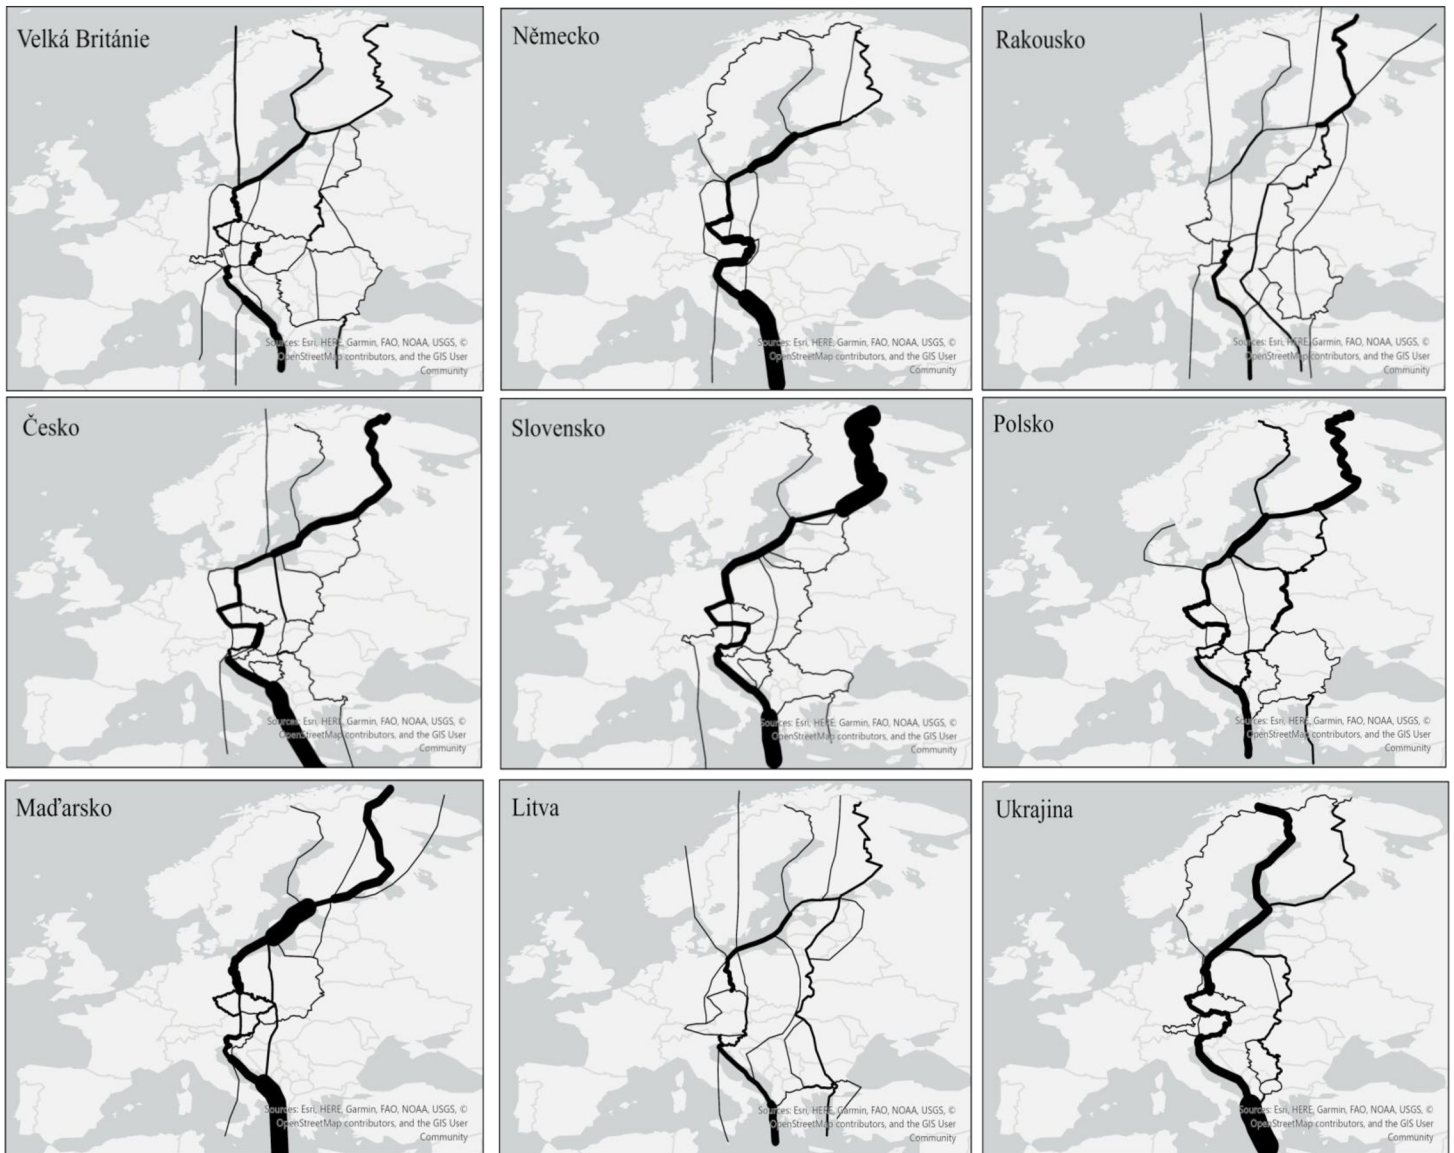 Velká Británie
Sources: Esri, HERE, Garmin, FAO, NOAA, USGS, ©
OpenStreetMap contributors, and the GIS User
Community
Německo
Sources: Esri, HERE, Garmin, FAO, NOAA, USGS, ©
OpenStreetMap contributors, and the GIS User
Community
Rakousko
Sources: Esri, HERE, Garmin, FAO, NOAA, USGS, ©
OpenStreetMap contributors, and the GIS User
Community
Česko
Sources: Esri, HERE, Garmin, FAO, NOAA, USGS, ©
OpenStreetMap contributors, and the GIS User
Community
Slovensko
Sources: Esri, HERE, Garmin, FAO, NOAA, USGS, ©
OpenStreetMap contributors, and the GIS User
Community
Polsko
Sources: Esri, HERE, Garmin, FAO, NOAA, USGS, ©
OpenStreetMap contributors, and the GIS User
Community
Maďarsko
Sources: Esri, HERE, Garmin, FAO, NOAA, USGS, ©
OpenStreetMap contributors, and the GIS User
Community
Litva
Sources: Esri, HERE, Garmin, FAO, NOAA, USGS, ©
OpenStreetMap contributors, and the GIS User
Community
Ukrajina
Sources: Esri, HERE, Garmin, FAO, NOAA, USGS, ©
OpenStreetMap contributors, and the GIS User
Community